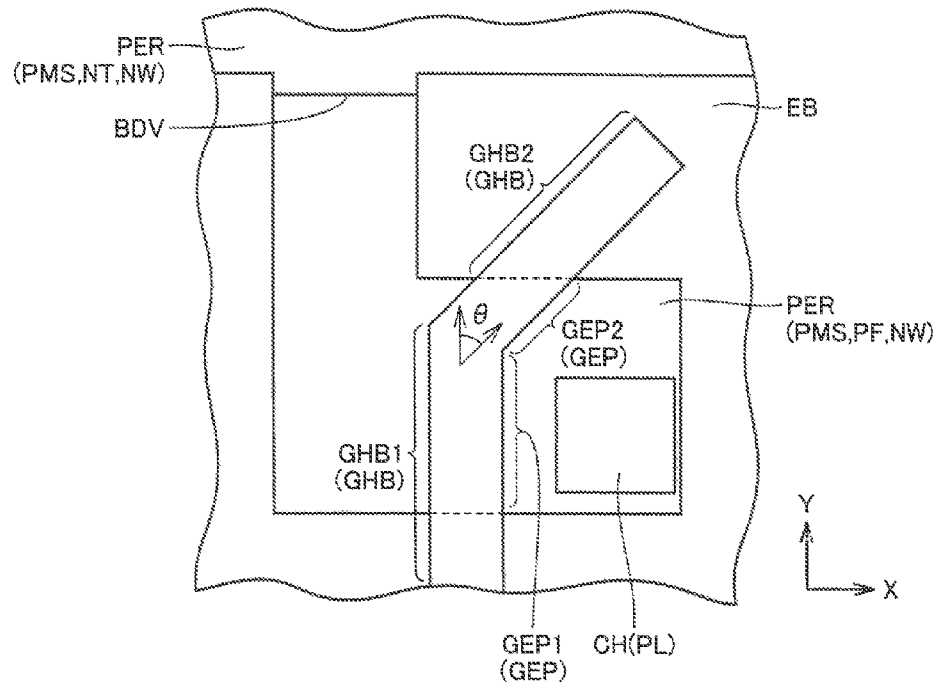 PER
(PMS,NT,NW)
BDV
EB
GHB2
(GHB)
θ
PER
(PMS,PF,NW)
GEP2
(GEP)
GHB1
(GHB)
Y
X
GEP1
(GEP)
CH(PL)